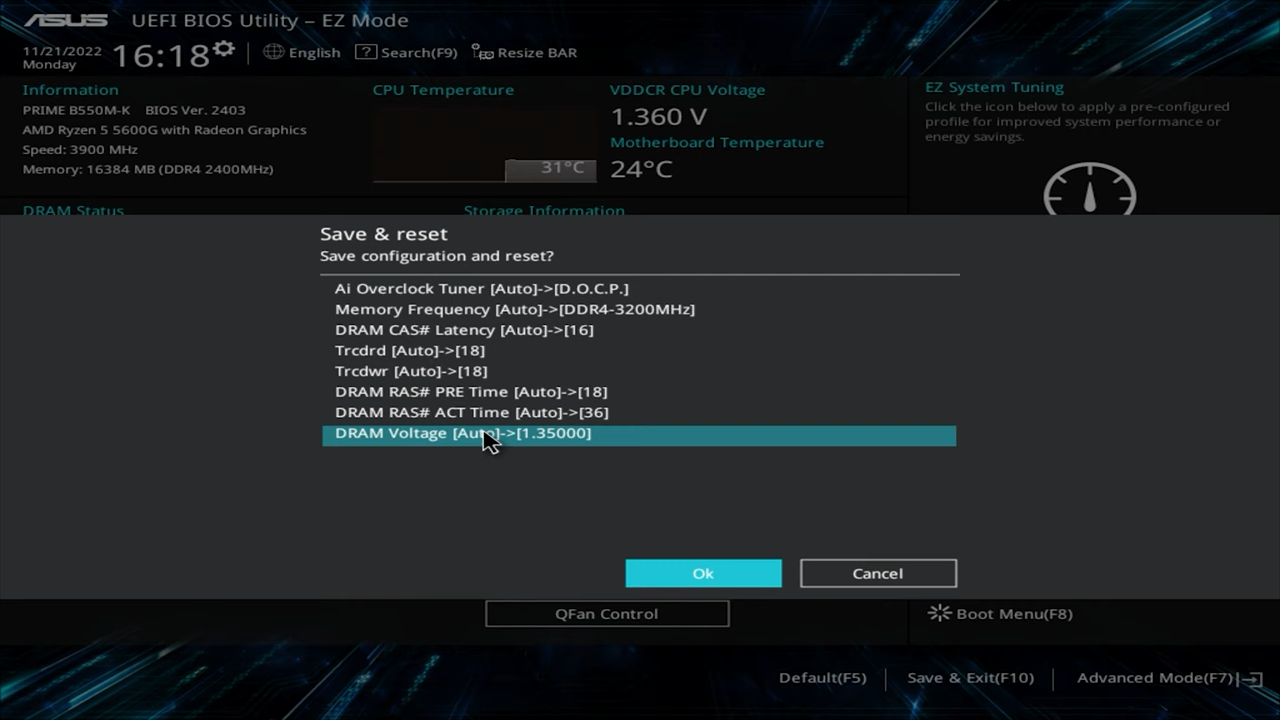 ASUS UEFI BIOS Utility – EZ Mode
11/21/2022
Monday
16:18
English
Search(F9)
Resize BAR
Information
PRIME B550M-K BIOS Ver. 2403
AMD Ryzen 5 5600G with Radeon Graphics
Speed: 3900 MHz
Memory: 16384 MB (DDR4 2400MHz)
CPU Temperature
31°C
VDDCR CPU Voltage
1.360 V
Motherboard Temperature
24°C
EZ System Tuning
Click the icon below to apply a pre-configured
profile for improved system performance or
energy savings.
DRAM Status
Storage Information
Save & reset
Save configuration and reset?
Ai Overclock Tuner [Auto]->[D.O.C.P.]
Memory Frequency [Auto]->[DDR4-3200MHz]
DRAM CAS# Latency [Auto]->[16]
Trcdrd [Auto]->[18]
Trcdwr [Auto]->[18]
DRAM RAS# PRE Time [Auto]->[18]
DRAM RAS# ACT Time [Auto]->[36]
DRAM Voltage [Auto]->[1.35000]
Ok
Cancel
QFan Control
Boot Menu(F8)
Default(F5)
Save & Exit(F10)
Advanced Mode(F7)